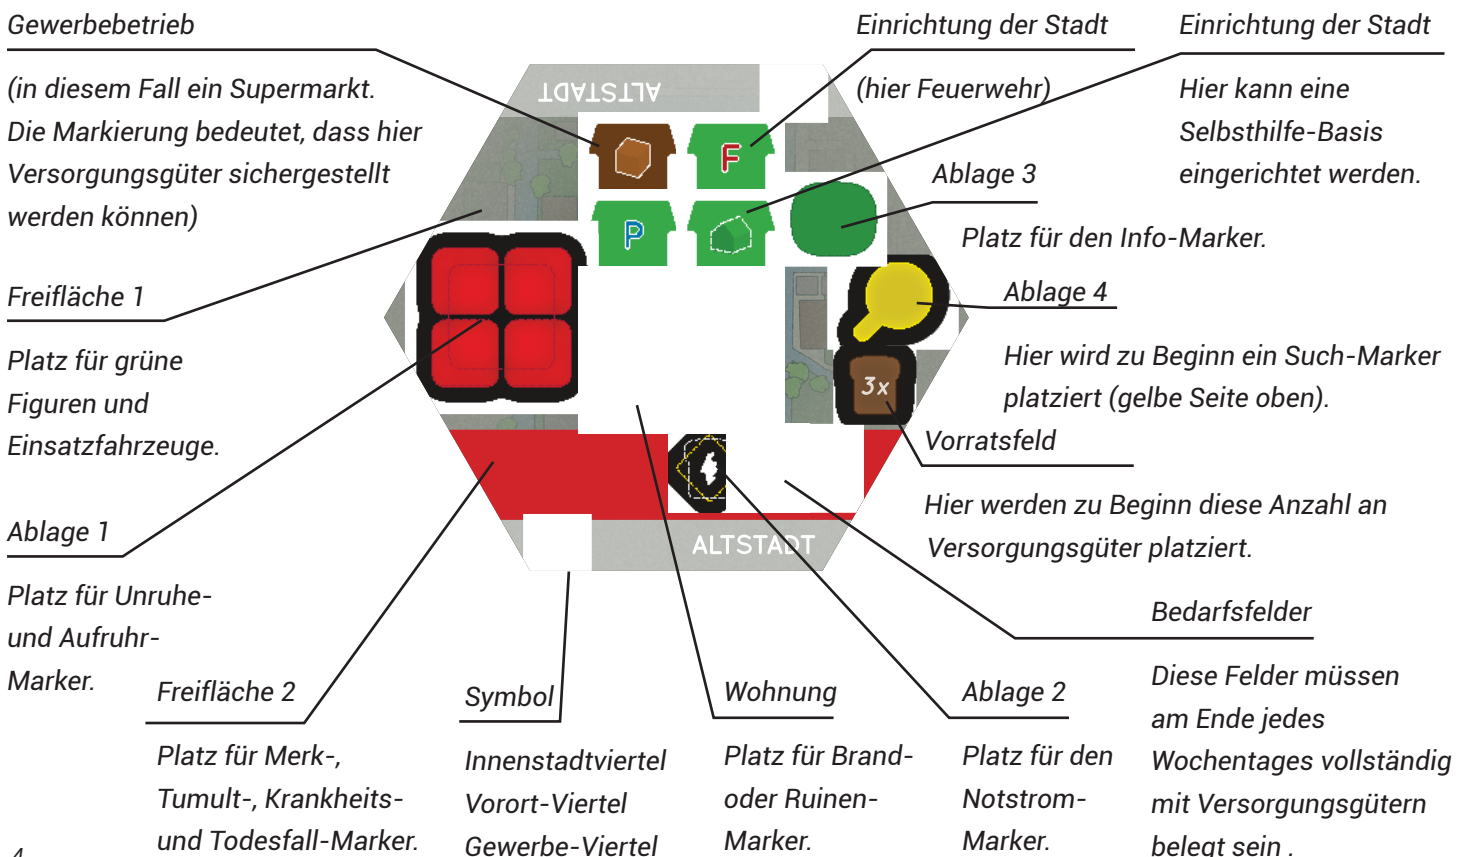 Gewerbebetrieb
(in diesem Fall ein Supermarkt.
Die Markierung bedeutet, dass hier
Versorgungsgüter sichergestellt
werden können)
Einrichtung der Stadt
(hier Feuerwehr)
Einrichtung der Stadt
Hier kann eine
Selbsthilfe-Basis
eingerichtet werden.
ALTSTADT
F
P
Ablage 3
Platz für den Info-Marker.
Freifläche 1
Platz für grüne
Figuren und
Einsatzfahrzeuge.
Ablage 4
Hier wird zu Beginn ein Such-Marker
platziert (gelbe Seite oben).
3x
Vorratsfeld
Hier werden zu Beginn diese Anzahl an
Versorgungsgüter platziert.
ALTSTADT
Ablage 1
Platz für Unruhe-
und Aufruhr-
Marker.
Freifläche 2
Platz für Merk-,
Tumult-, Krankheits-
und Todesfall-Marker.
Symbol
Innenstadtviertel
Vorort-Viertel
Gewerbe-Viertel
Wohnung
Platz für Brand-
oder Ruinen-
Marker.
Ablage 2
Platz für den
Notstrom-
Marker.
Bedarfsfelder
Diese Felder müssen
am Ende jedes
Wochentages vollständig
mit Versorgungsgütern
belegt sein .
4